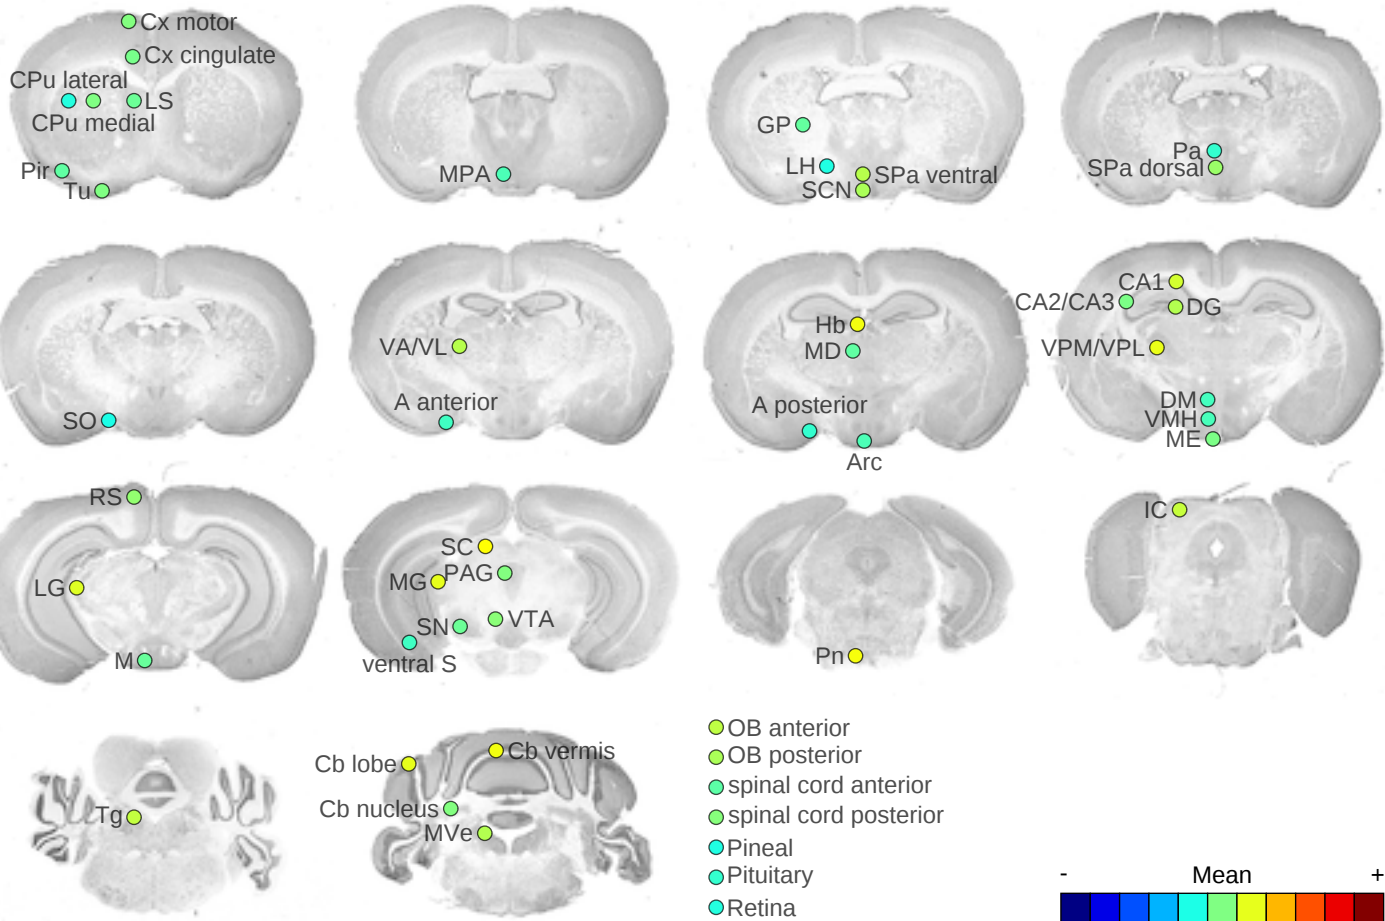 Cx motor
Cx cingulate
CPu lateral
LS
CPu medial
Pir
Tu
MPA
GP
LH
SPa ventral
SCN
Pa
SPa dorsal
SO
VA/VL
A anterior
Hb
MD
A posterior
Arc
CA1
CA2/CA3
DG
VPM/VPL
DM
VMH
ME
RS
LG
M
SC
MG
PAG
SN
VTA
ventral S
Pn
IC
Tg
Cb lobe
Cb vermis
Cb nucleus
MVe
OB anterior
OB posterior
spinal cord anterior
spinal cord posterior
Pineal
Pituitary
Retina
- Mean +